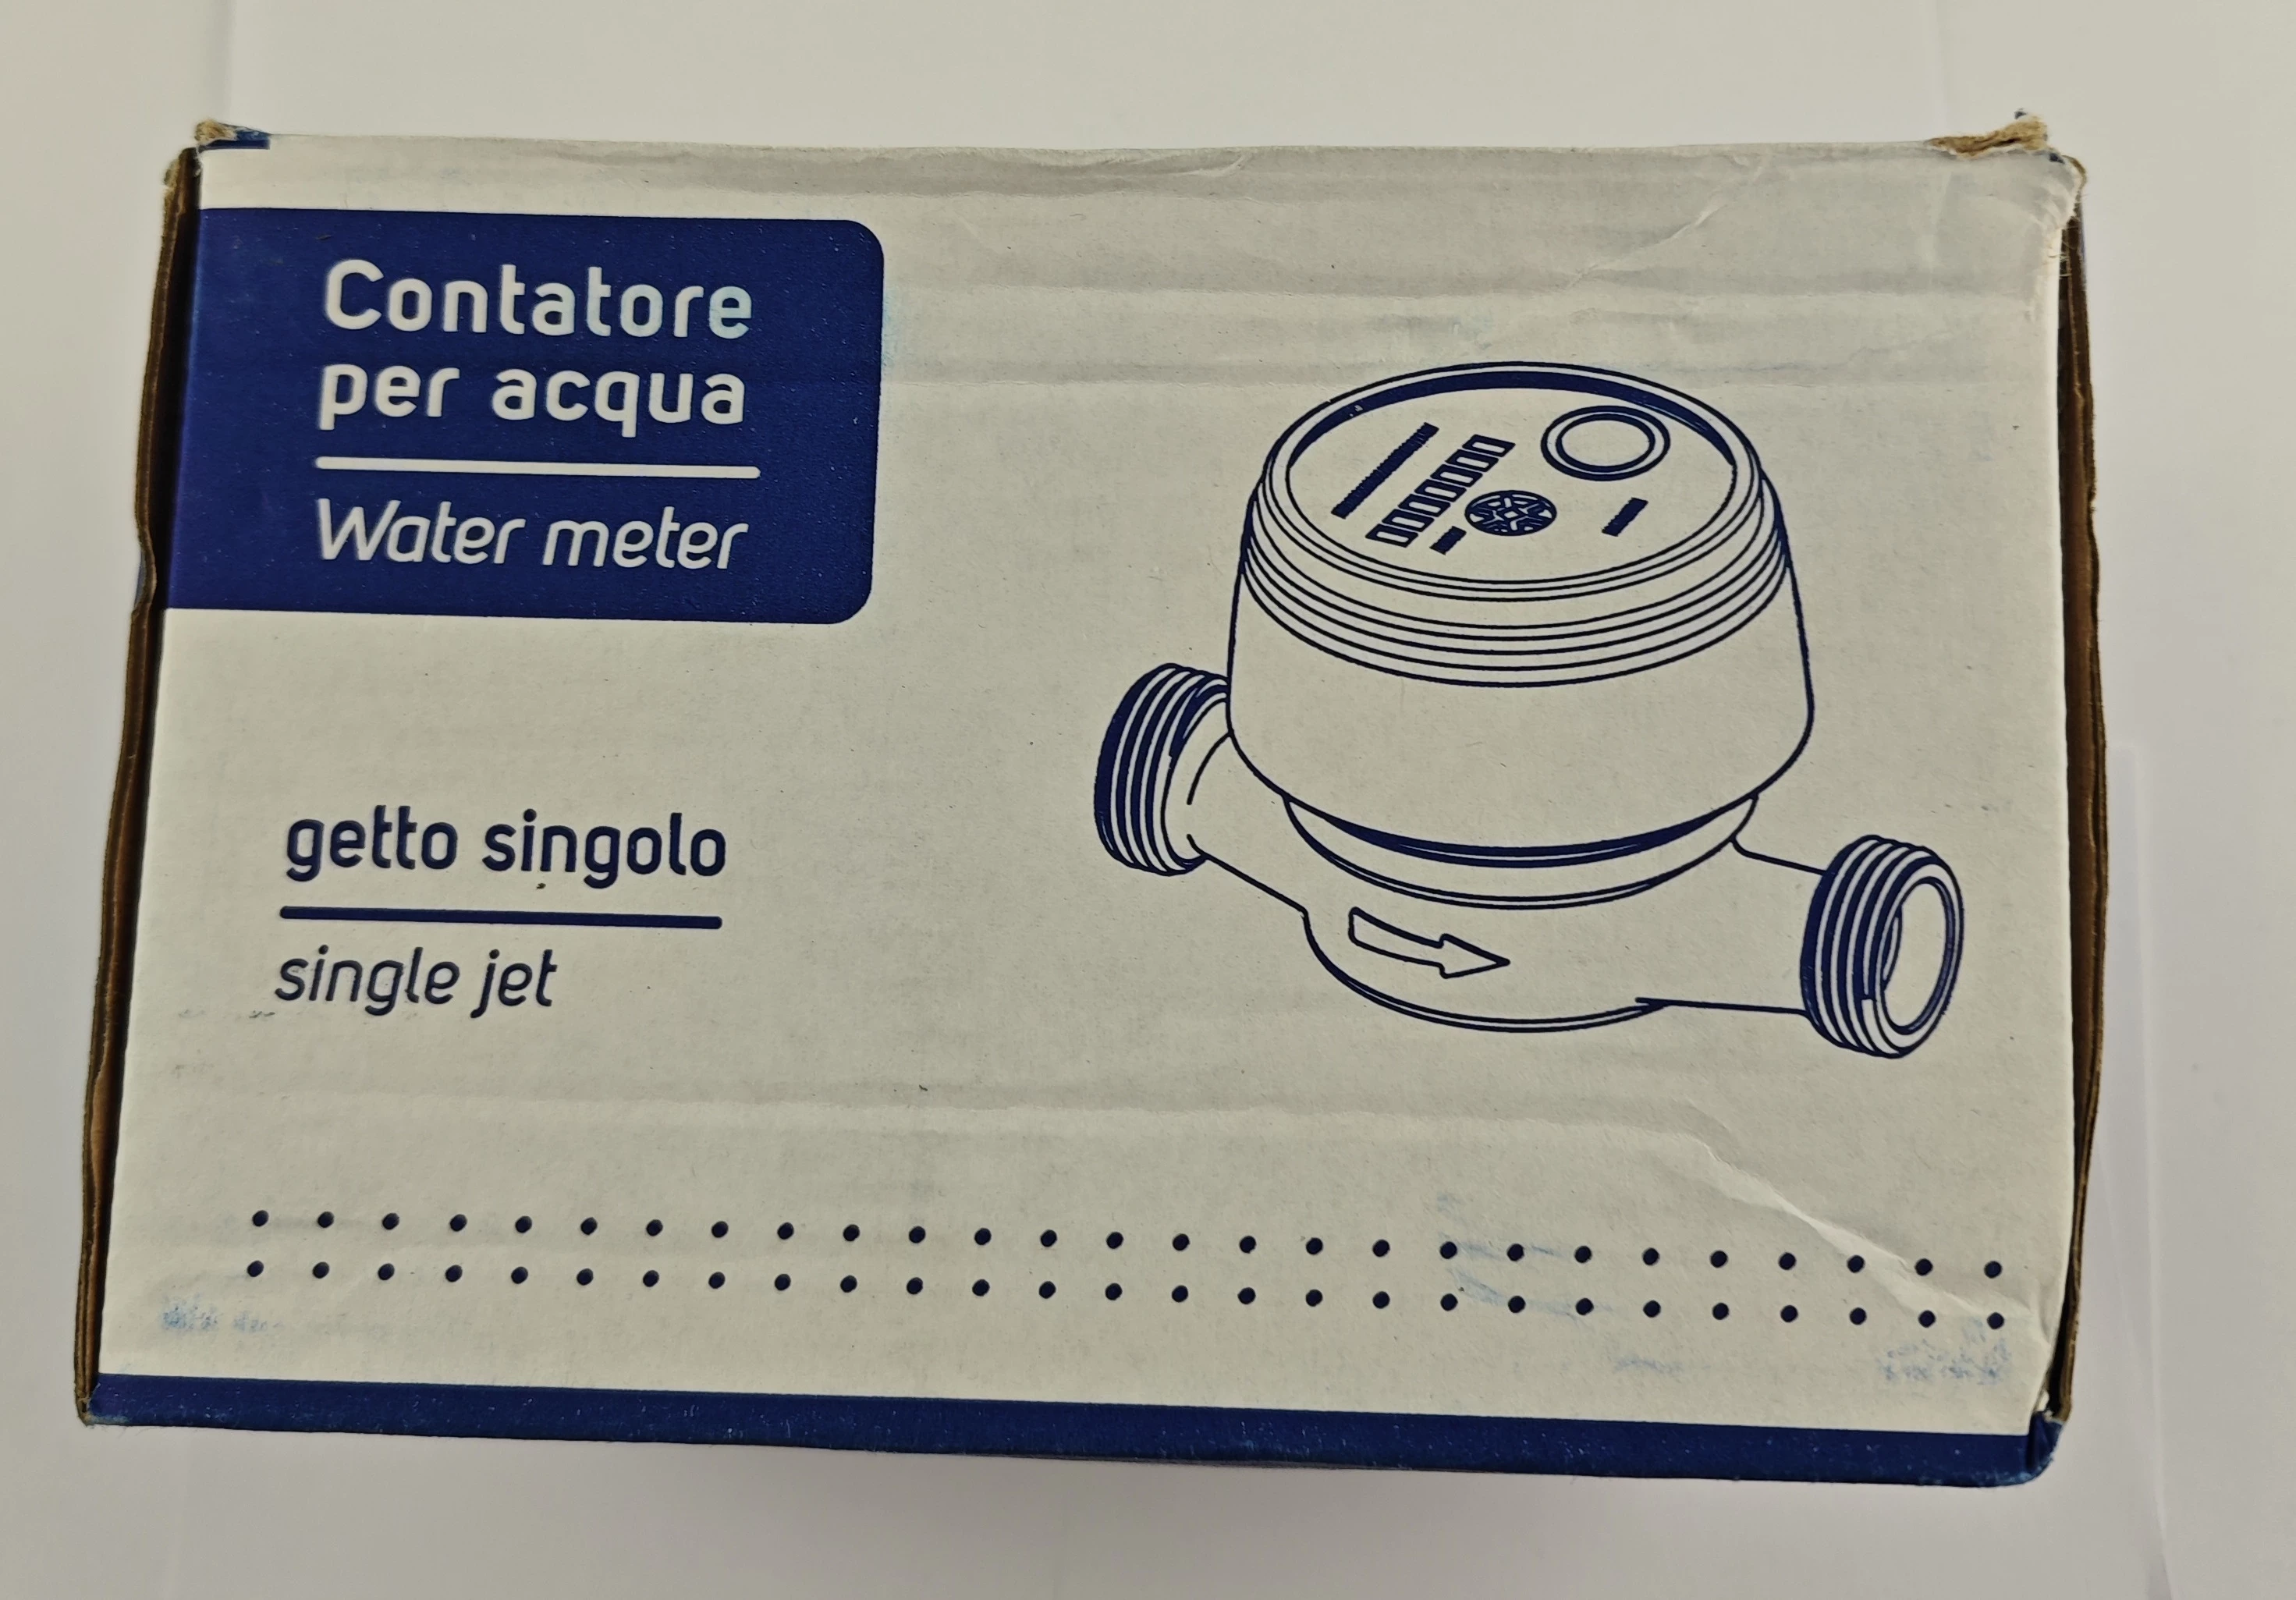 Contatore
per acqua
Water meter
getto singolo
single jet